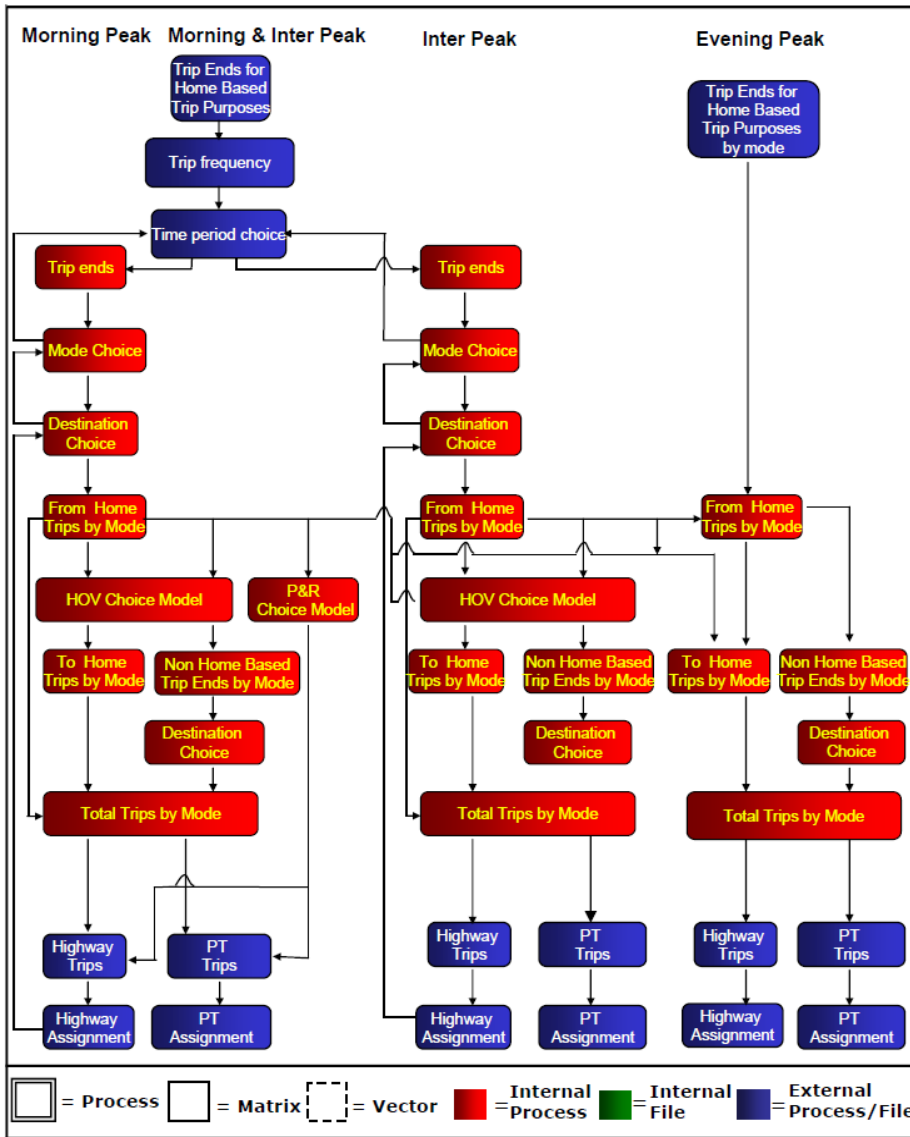 Morning Peak
Morning & Inter Peak
Inter Peak
Evening Peak
Trip Ends for
Home Based
Trip Purposes
Trip Ends for
Home Based
Trip Purposes
by mode
Trip frequency
Time period choice
Trip ends
Trip ends
Mode Choice
Mode Choice
Destination
Choice
Destination
Choice
From Home
Trips by Mode
From Home
Trips by Mode
From Home
Trips by Mode
HOV Choice Model
P&R
Choice Model
HOV Choice Model
To Home
Trips by Mode
Non Home Based
Trip Ends by Mode
To Home
Trips by Mode
Non Home Based
Trip Ends by Mode
To Home
Trips by Mode
Non Home Based
Trip Ends by Mode
Destination
Choice
Destination
Choice
Destination
Choice
Total Trips by Mode
Total Trips by Mode
Total Trips by Mode
Highway
Trips
PT
Trips
Highway
Trips
PT
Trips
Highway
Trips
PT
Trips
Highway
Assignment
PT
Assignment
Highway
Assignment
PT
Assignment
Highway
Assignment
PT
Assignment
= Process
= Matrix
= Vector
=Internal
Process
=Internal
File
=External
Process/File